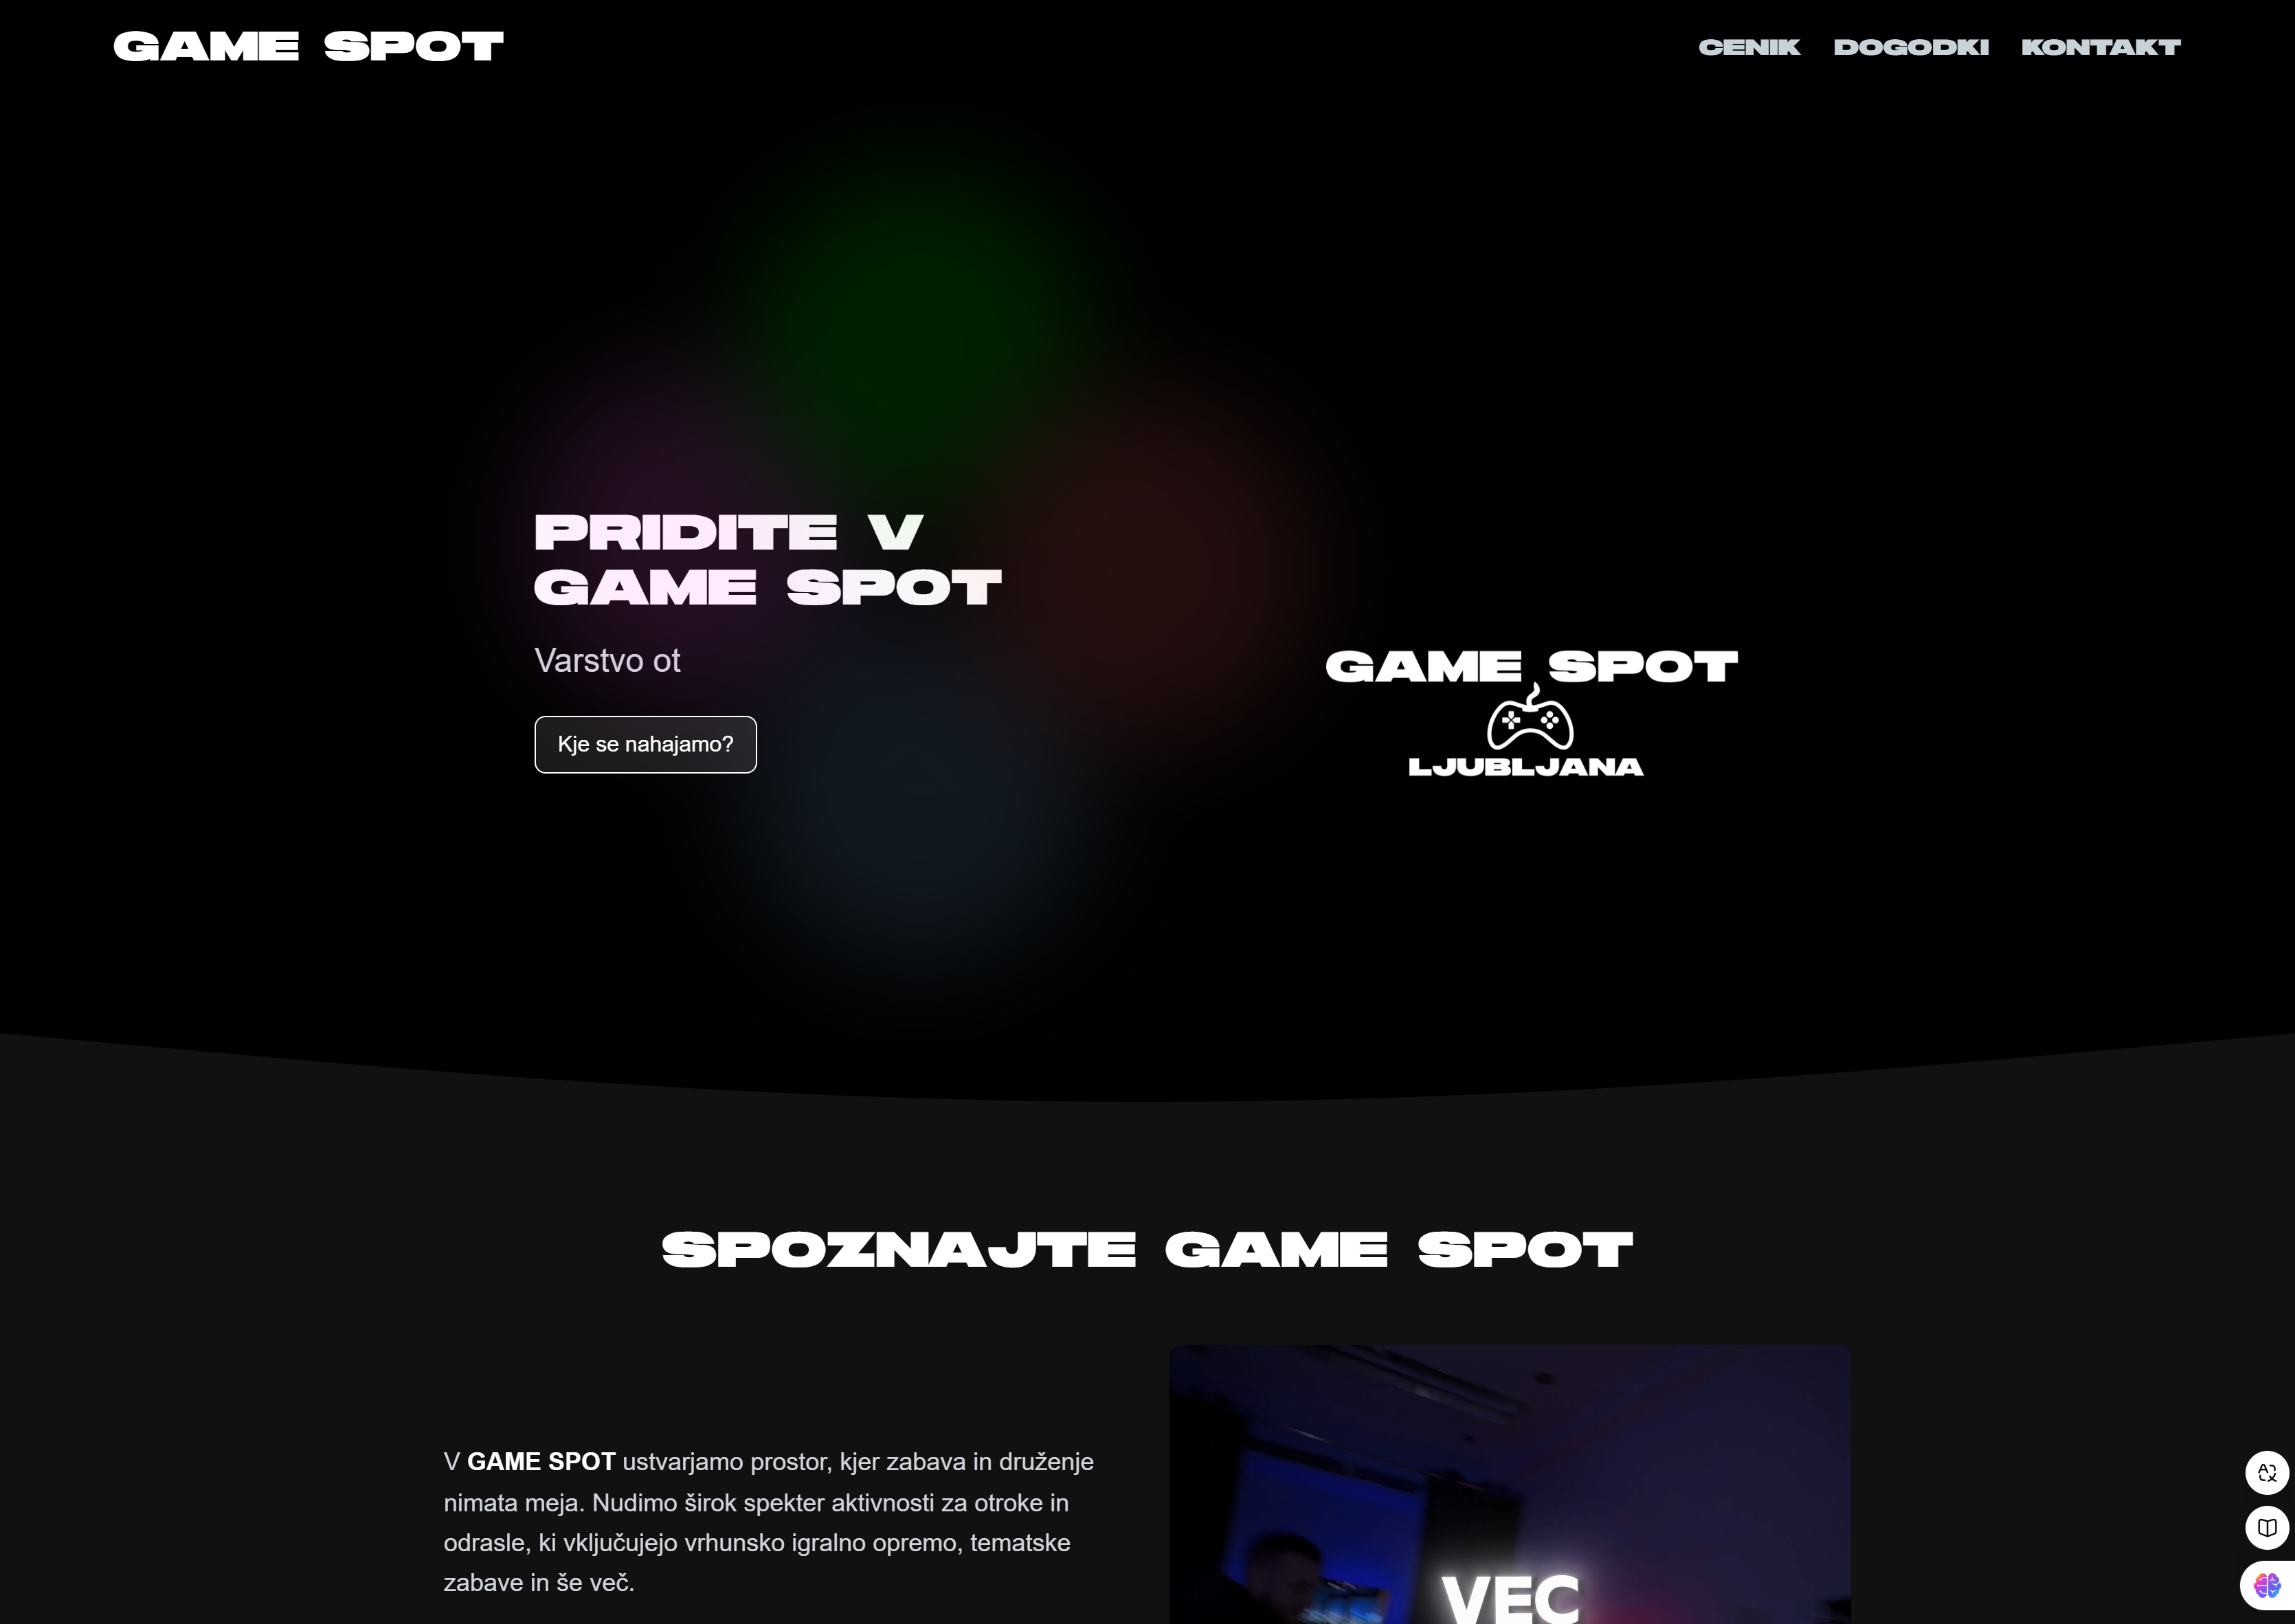 GAME SPOT
CENIK DOGODKI KONTAKT
PRIDITE V
GAME SPOT
Varstvo ot
Kje se nahajamo?
GAME SPOT
LJUBLJANA
SPOZNAJTE GAME SPOT
V GAME SPOT ustvarjamo prostor, kjer zabava in druženje
nimata meja. Nudimo širok spekter aktivnosti za otroke in
odrasle, ki vključujejo vrhunsko igralno opremo, tematske
zabave in še več.
VEC